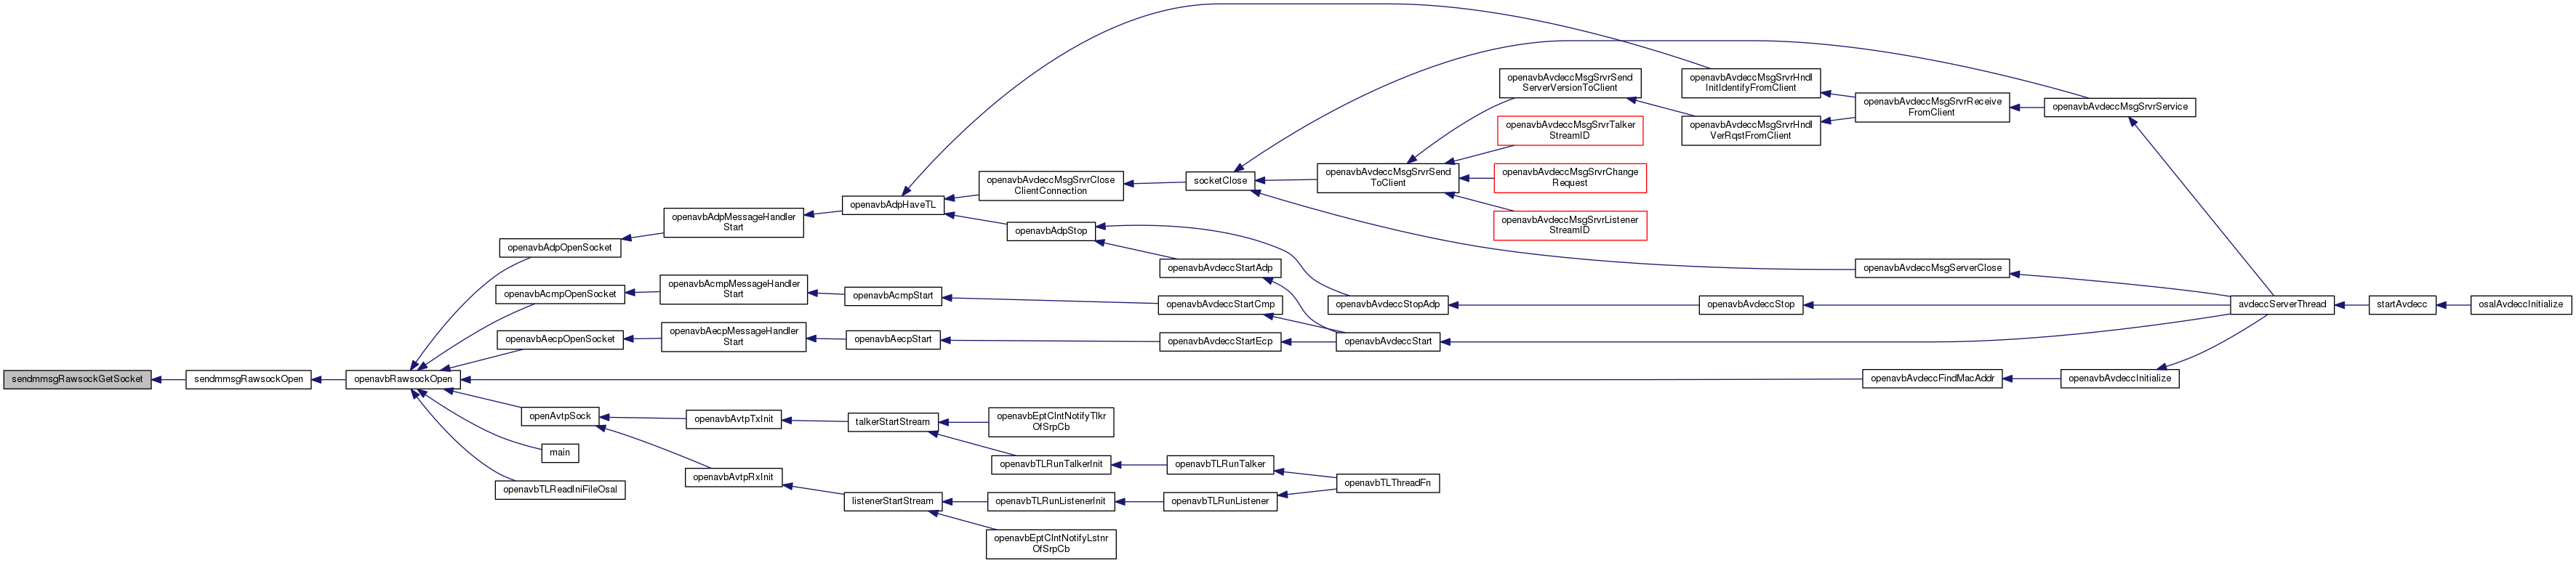 sendmmsgRawsockGetSocket
sendmmsgRawsockOpen
openavbRawsockOpen
openavbAdpOpenSocket
openavbAdpMessageHandler
Start
openavbAdpHaveTL
openavbAvdeccMsgSrvrClose
ClientConnection
socketClose
openavbAvdeccMsgSrvrSend
ToClient
openavbAvdeccMsgSrvrSend
ServerVersionToClient
openavbAvdeccMsgSrvrTalker
StreamID
openavbAvdeccMsgSrvrChange
Request
openavbAvdeccMsgSrvrListener
StreamID
openavbAvdeccMsgSrvrHndl
InitIdentifyFromClient
openavbAvdeccMsgSrvrHndl
VerRqstFromClient
openavbAvdeccMsgSrvrReceive
FromClient
openavbAvdeccMsgSrvrService
openavbAdpStop
openavbAvdeccStartAdp
openavbAvdeccStopAdp
openavbAvdeccStop
openavbAvdeccMsgServerClose
avdeccServerThread
startAvdecc
osalAvdeccInitialize
openavbAcmpOpenSocket
openavbAcmpMessageHandler
Start
openavbAcmpStart
openavbAvdeccStartCmp
openavbAecpOpenSocket
openavbAecpMessageHandler
Start
openavbAecpStart
openavbAvdeccStartEcp
openavbAvdeccStart
openavbAvdeccFindMacAddr
openavbAvdeccInitialize
openAvtpSock
openavbAvtpTxInit
talkerStartStream
openavbEptClntNotifyTlkr
OfSrpCb
openavbTLRunTalkerInit
openavbTLRunTalker
openavbTLThreadFn
main
openavbTLReadIniFileOsal
openavbAvtpRxInit
listenerStartStream
openavbTLRunListenerInit
openavbTLRunListener
openavbEptClntNotifyLstnr
OfSrpCb